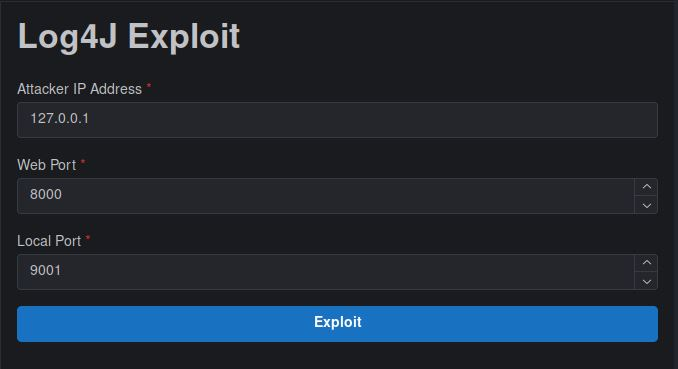 Log4J Exploit
Attacker IP Address *
127.0.0.1
Web Port *
8000
Local Port *
9001
Exploit